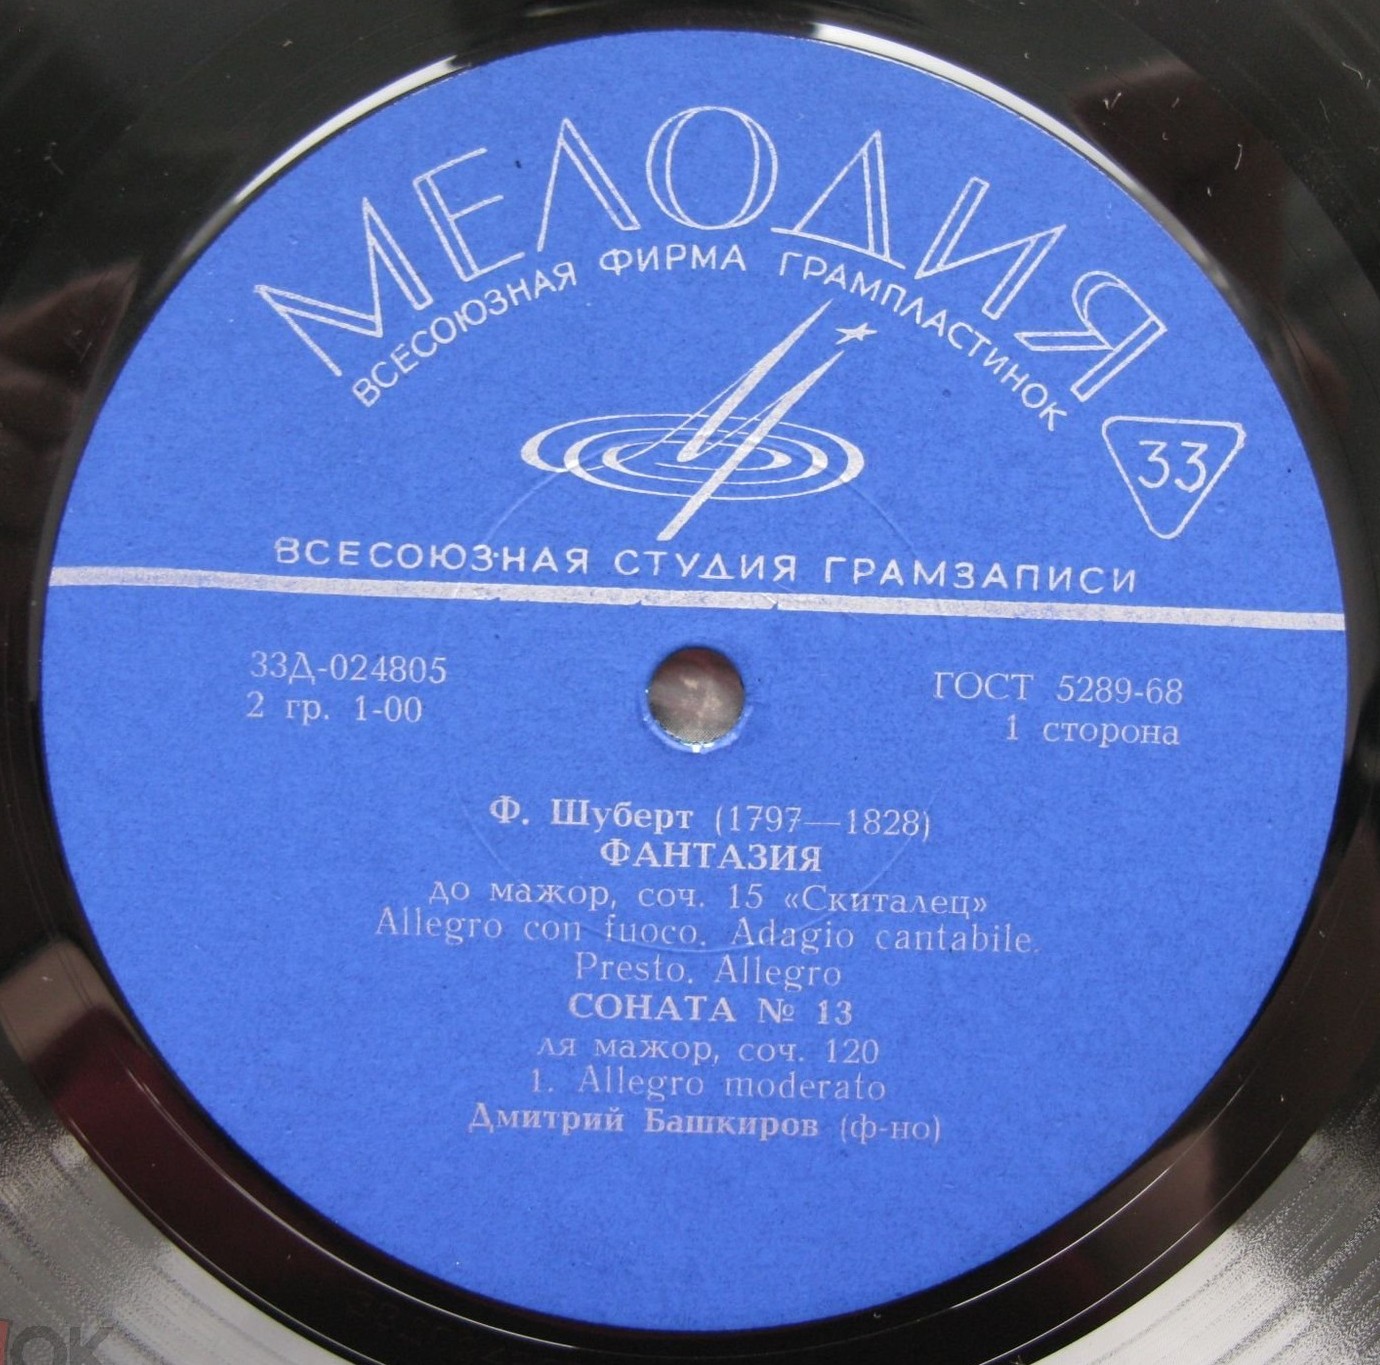 МЕЛОДИЯ
ВСЕСОЮЗНАЯ ФИРМА ГРАМПЛАСТИНОК
33
ВСЕСОЮЗНАЯ СТУДИЯ ГРАМЗАПИСИ
33Д-024805
2 гр. 1-00
ГОСТ 5289-68
1 сторона
Ф. Шуберт (1797—1828)
ФАНТАЗИЯ
до мажор, соч. 15 «Скиталец»
Allegro con fuoco. Adagio cantabile.
Presto. Allegro
СОНАТА № 13
ля мажор, соч. 120
1. Allegro moderato
Дмитрий Башкиров (ф-но)
ОК